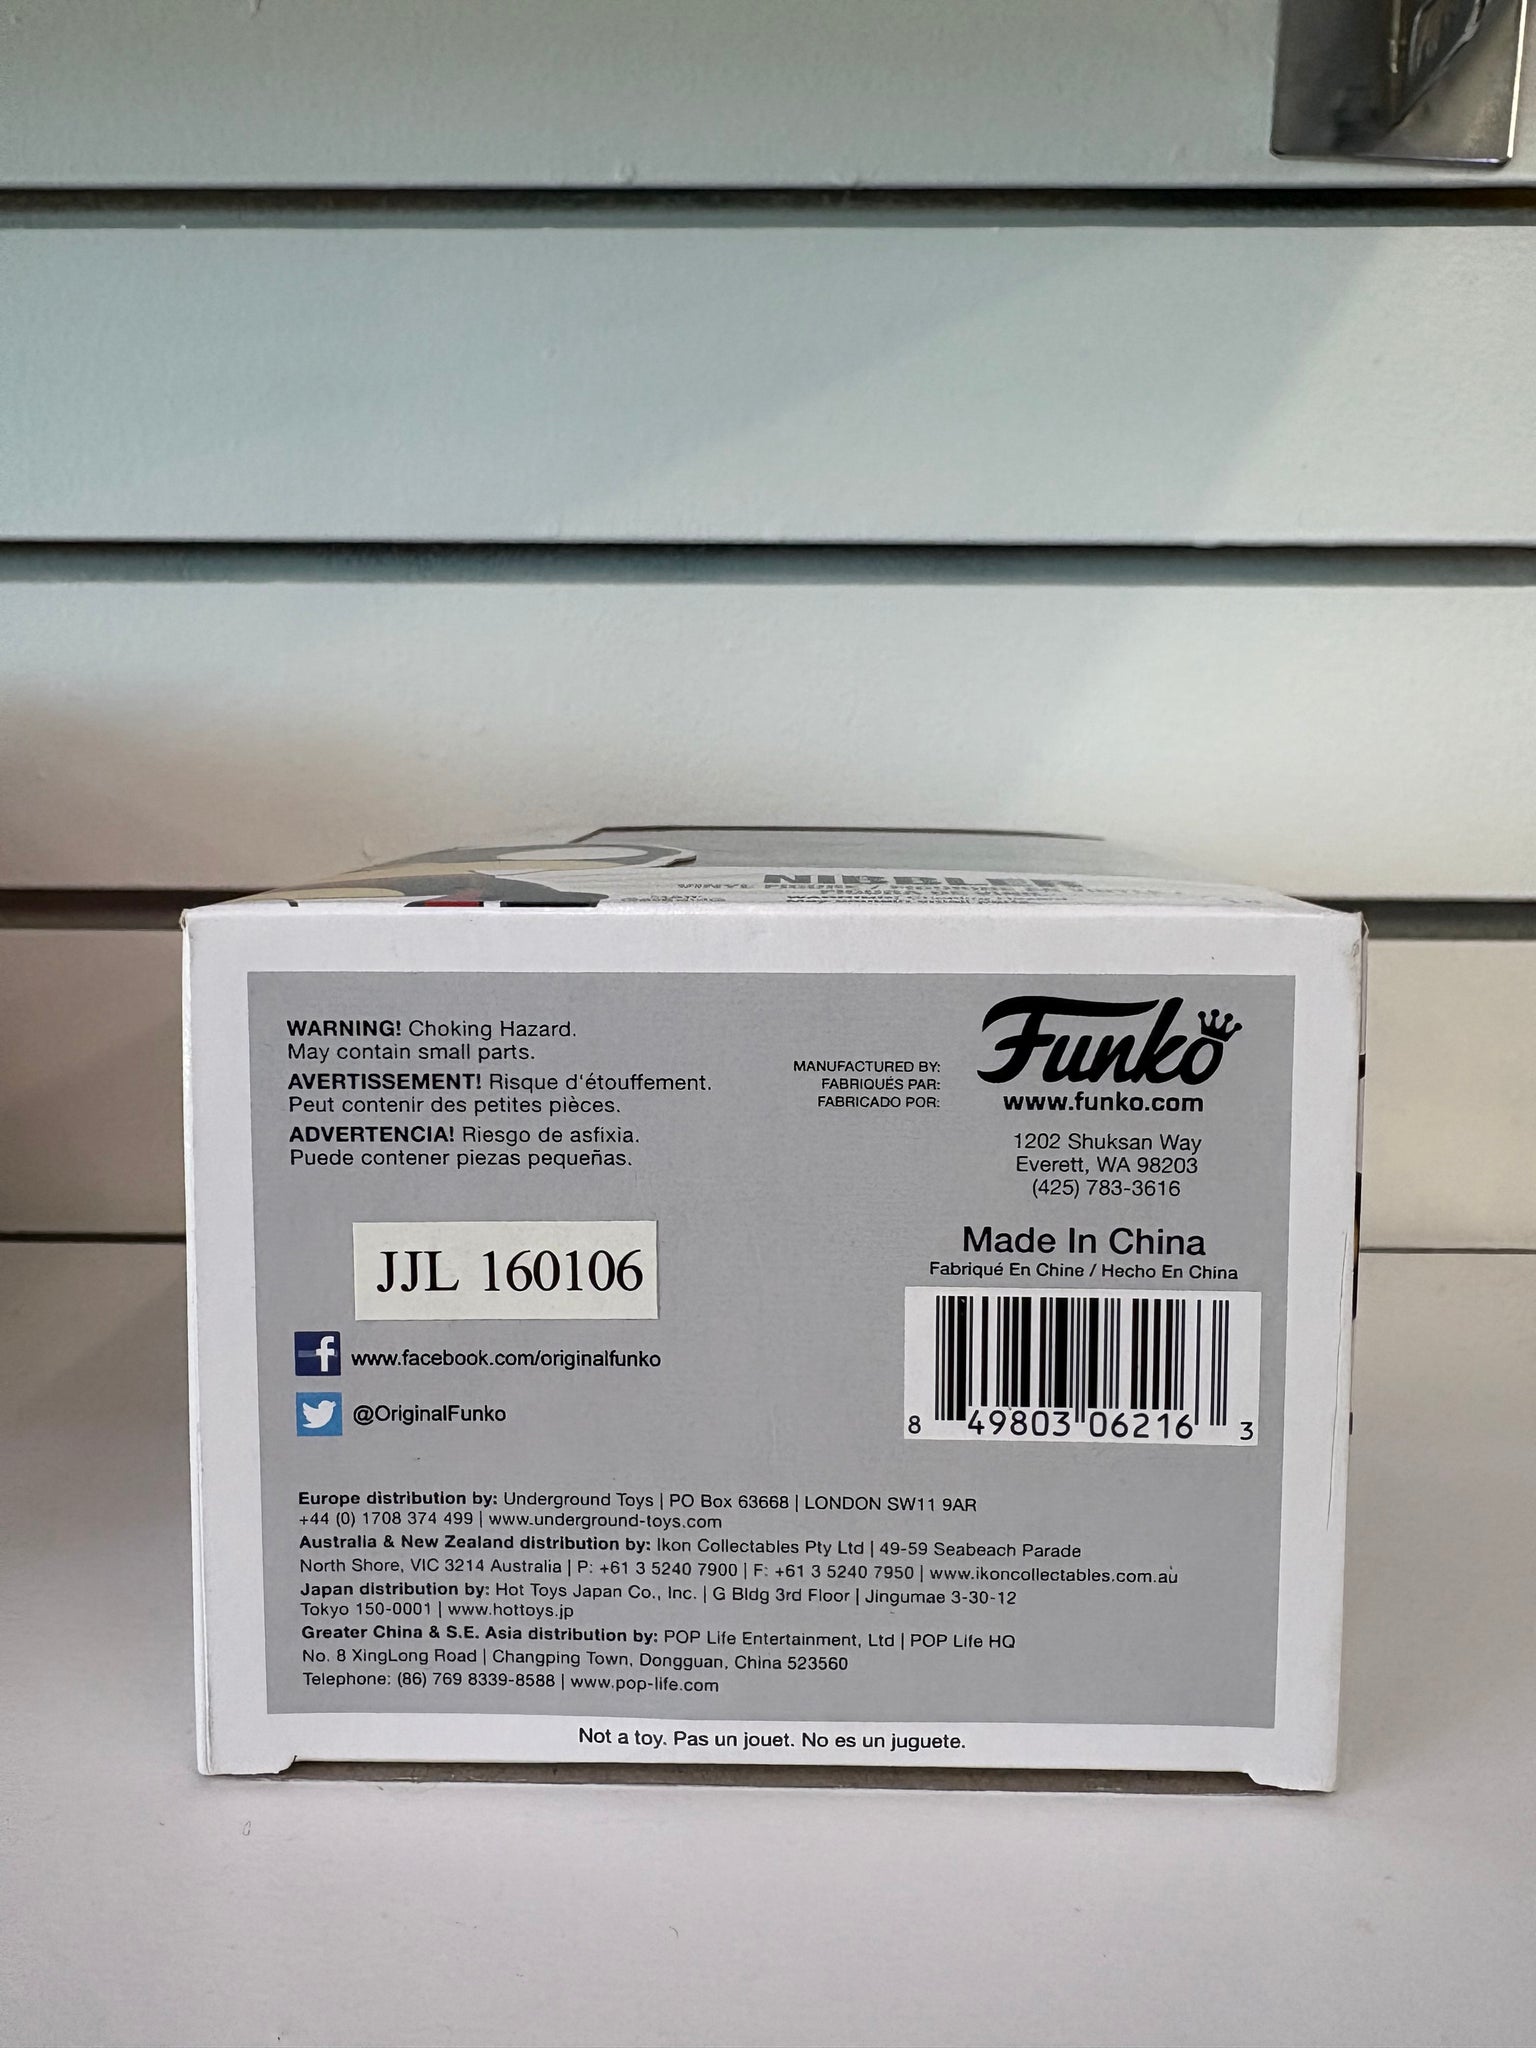 NIBBLER
WARNING! Choking Hazard.
May contain small parts.
AVERTISSEMENT! Risque d'étouffement.
Peut contenir des petites pièces.
ADVERTENCIA! Riesgo de asfixia.
Puede contener piezas pequeñas.
MANUFACTURED BY:
FABRIQUÉS PAR:
FABRICADO POR:
Funko
www.funko.com
1202 Shuksan Way
Everett, WA 98203
(425) 783-3616
JJL 160106
Made In China
Fabriqué En Chine / Hecho En China
8 49803 06216 3
f www.facebook.com/originalfunko
@OriginalFunko
Europe distribution by: Underground Toys | PO Box 63668 | LONDON SW11 9AR
+44 (0) 1708 374 499 | www.underground-toys.com
Australia & New Zealand distribution by: Ikon Collectables Pty Ltd | 49-59 Seabeach Parade
North Shore, VIC 3214 Australia | P: +61 3 5240 7900 | F: +61 3 5240 7950 | www.ikoncollectables.com.au
Japan distribution by: Hot Toys Japan Co., Inc. | G Bldg 3rd Floor | Jingumae 3-30-12
Tokyo 150-0001 | www.hottoys.jp
Greater China & S.E. Asia distribution by: POP Life Entertainment, Ltd | POP Life HQ
No. 8 XingLong Road | Changping Town, Dongguan, China 523560
Telephone: (86) 769 8339-8588 | www.pop-life.com
Not a toy. Pas un jouet. No es un juguete.